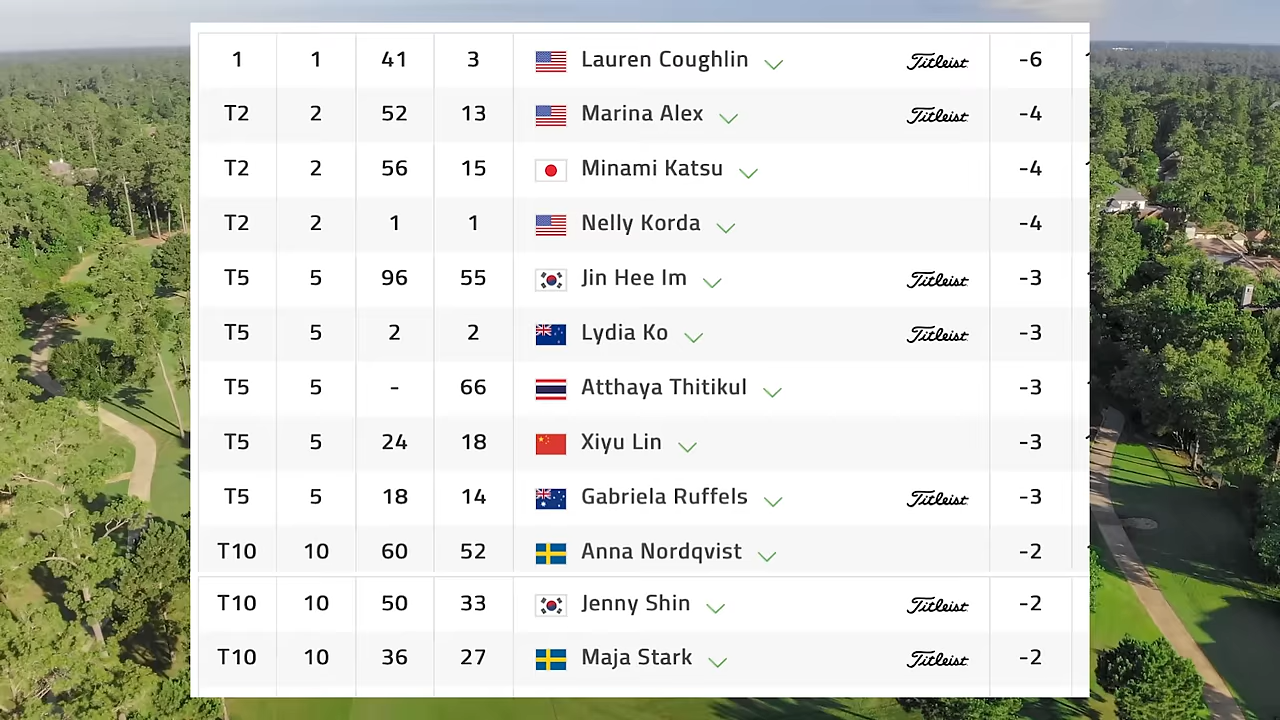 1 1 41 3 Lauren Coughlin Titleist -6
T2 2 52 13 Marina Alex Titleist -4
T2 2 56 15 Minami Katsu -4
T2 2 1 1 Nelly Korda -4
T5 5 96 55 Jin Hee Im Titleist -3
T5 5 2 2 Lydia Ko Titleist -3
T5 5 - 66 Atthaya Thitikul -3
T5 5 24 18 Xiyu Lin -3
T5 5 18 14 Gabriela Ruffels Titleist -3
T10 10 60 52 Anna Nordqvist -2
T10 10 50 33 Jenny Shin Titleist -2
T10 10 36 27 Maja Stark Titleist -2